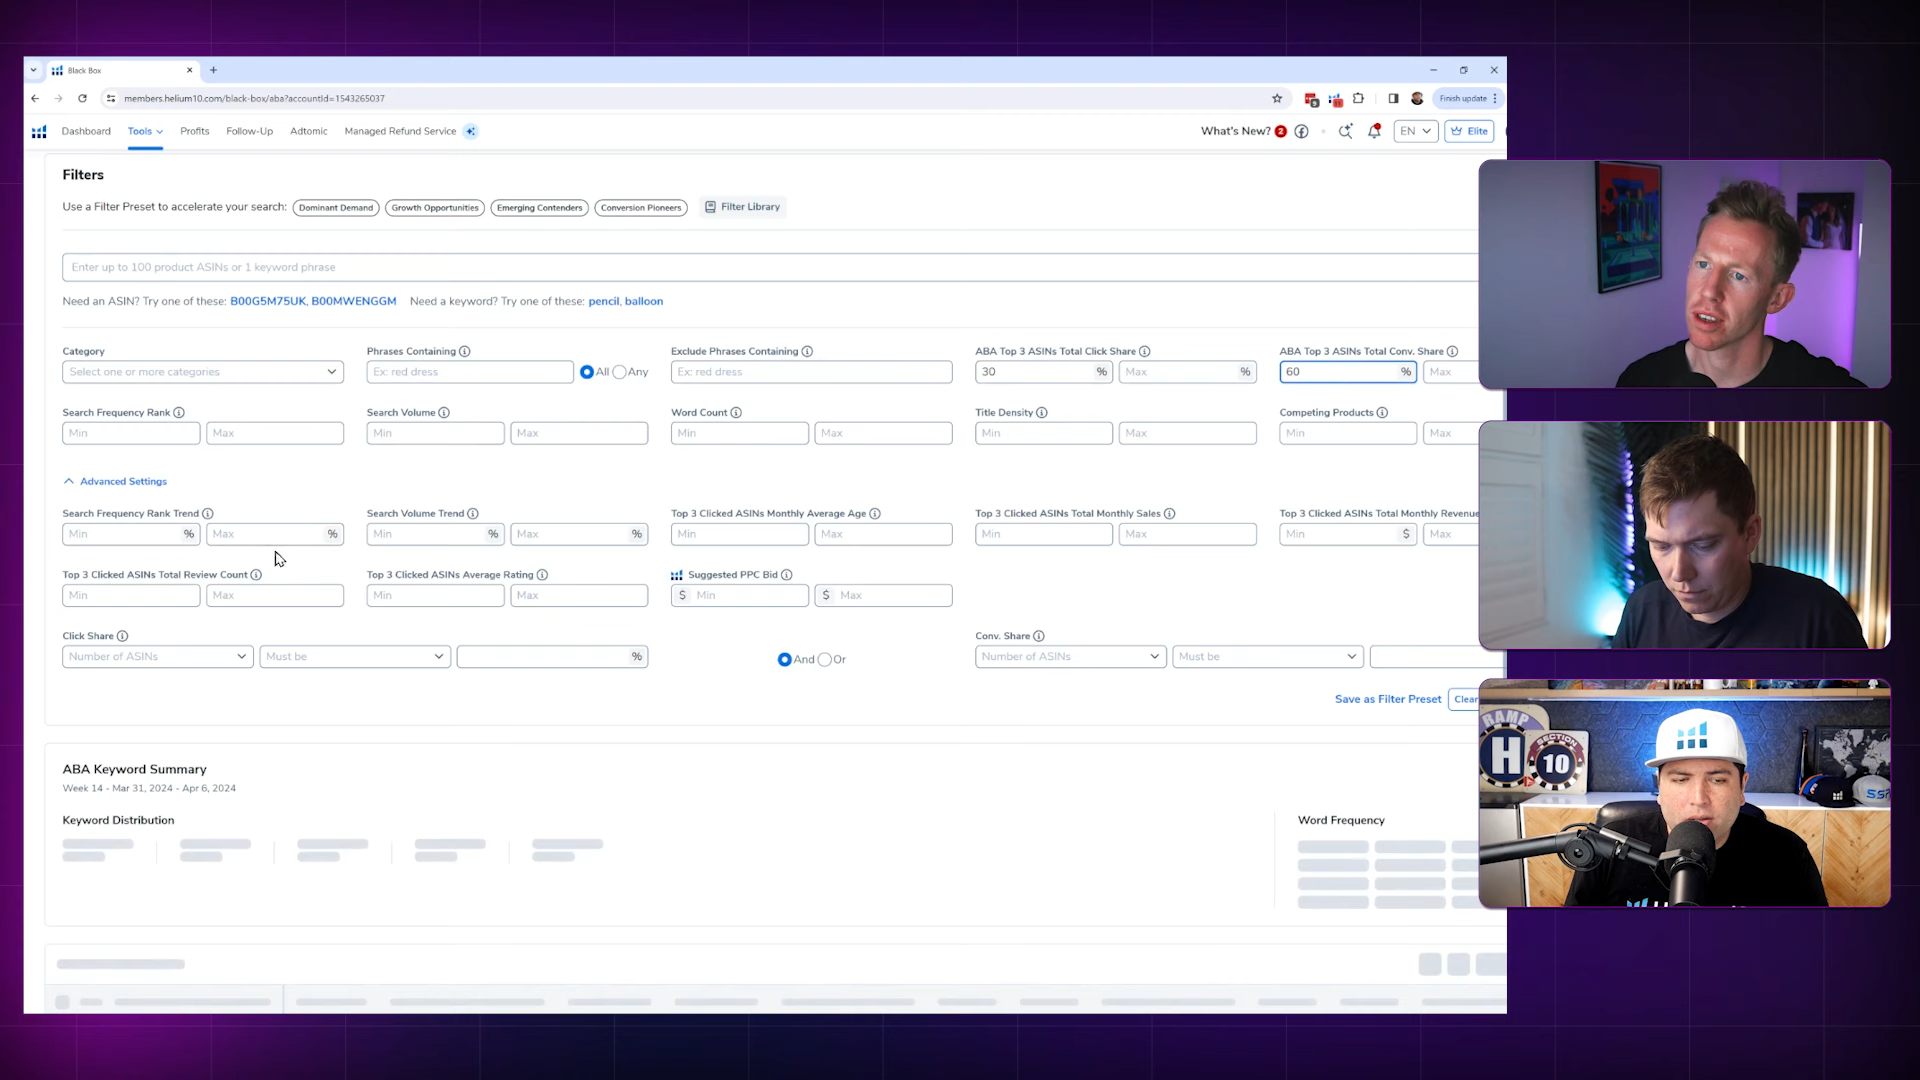 Black Box
members.helium10.com/black-box/aba?accountId=1543265037
Finish update
Dashboard
Tools
Profits
Follow-Up
Adtomic
Managed Refund Service
What's New? 2
EN
Elite
Filters
Use a Filter Preset to accelerate your search:
Dominant Demand
Growth Opportunities
Emerging Contenders
Conversion Pioneers
Filter Library
Enter up to 100 product ASINs or 1 keyword phrase
Need an ASIN? Try one of these: B00G5M75UK, B00MWENGGM
Need a keyword? Try one of these: pencil, balloon
Category
Phrases Containing
Exclude Phrases Containing
ABA Top 3 ASINs Total Click Share
ABA Top 3 ASINs Total Conv. Share
Select one or more categories
Ex: red dress
All Any
Ex: red dress
30 %
Max %
60 %
Max
Search Frequency Rank
Search Volume
Word Count
Title Density
Competing Products
Min Max
Min Max
Min Max
Min Max
Min Max
Advanced Settings
Search Frequency Rank Trend
Search Volume Trend
Top 3 Clicked ASINs Monthly Average Age
Top 3 Clicked ASINs Total Monthly Sales
Top 3 Clicked ASINs Total Monthly Revenue
Min % Max %
Min % Max %
Min Max
Min Max
Min $ Max
Top 3 Clicked ASINs Total Review Count
Top 3 Clicked ASINs Average Rating
Suggested PPC Bid
Min Max
Min Max
$ Min $ Max
Click Share
Conv. Share
Number of ASINs
Must be
%
And Or
Number of ASINs
Must be
Save as Filter Preset
Clear
ABA Keyword Summary
Week 14 - Mar 31, 2024 - Apr 6, 2024
Keyword Distribution
Word Frequency
RAMP
H
SECTION
10